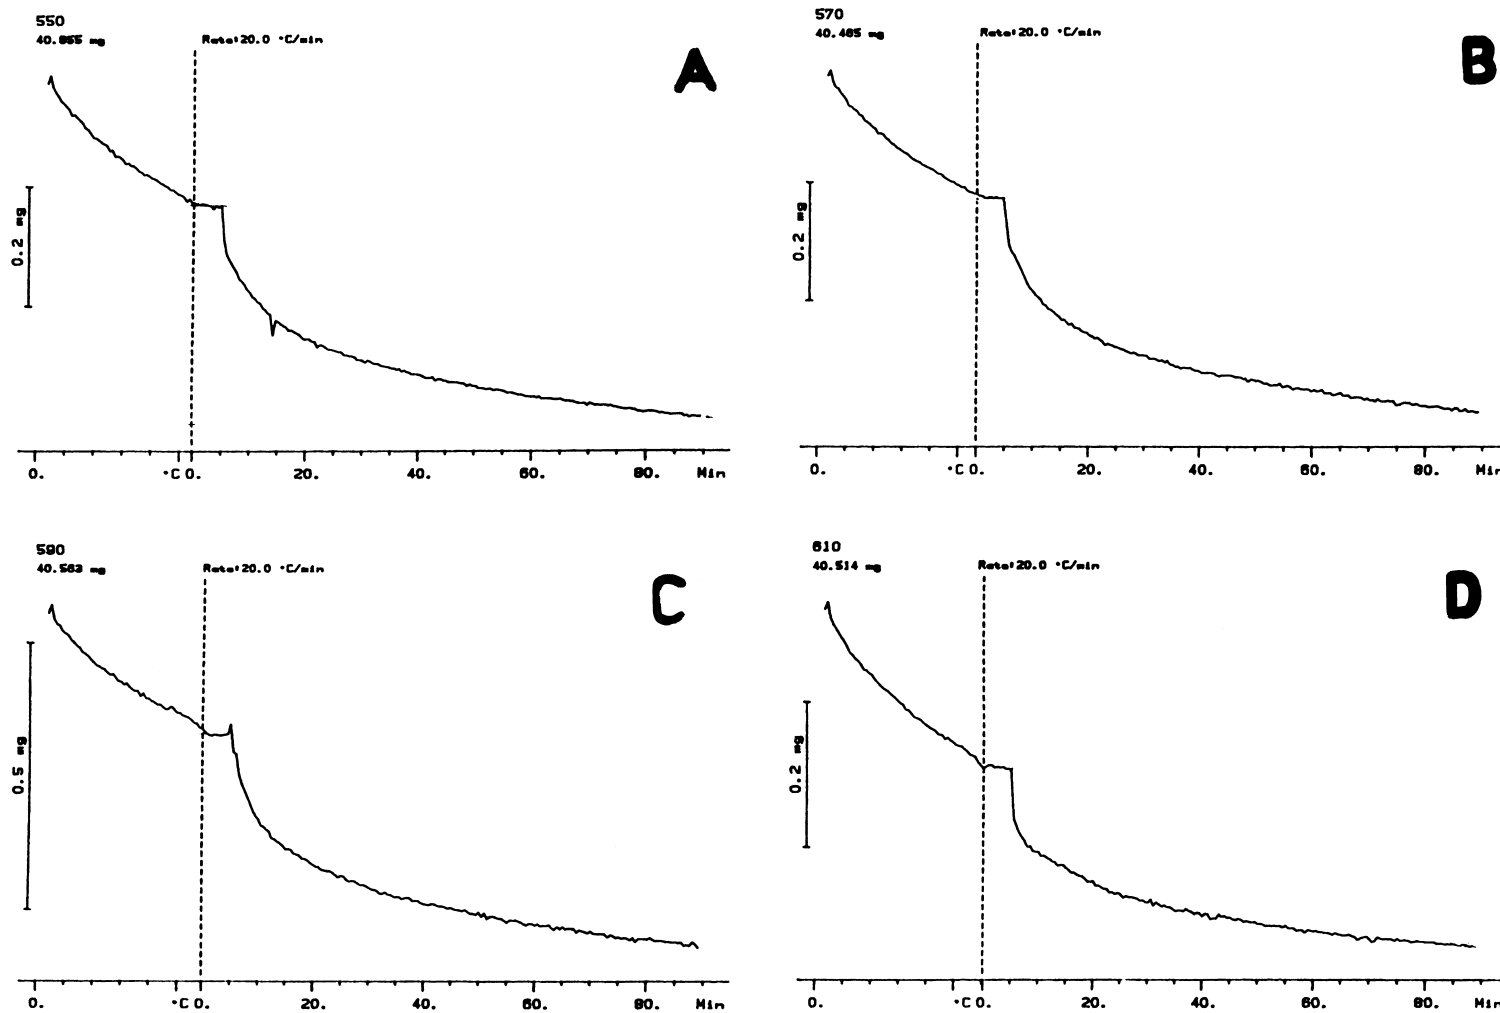 550
40.855 mg
Rate:20.0 °C/min
A
0.2 mg
0. °C 0. 20. 40. 60. 80. Min
570
40.485 mg
Rate:20.0 °C/min
B
0.2 mg
0. °C 0. 20. 40. 60. 80. Min
590
40.563 mg
Rate:20.0 °C/min
C
0.5 mg
0. °C 0. 20. 40. 60. 80. Min
610
40.514 mg
Rate:20.0 °C/min
D
0.2 mg
0. °C 0. 20. 40. 60. 80. Min